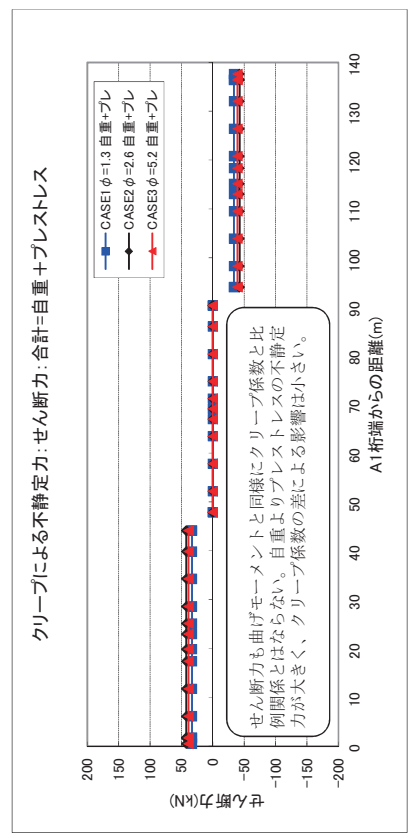 クリープによる不静定力：せん断力：合計=自重＋プレストレス
CASE1 φ=1.3 自重+プレ
CASE2 φ=2.6 自重+プレ
CASE3 φ=5.2 自重+プレ
せん断力(kN)
200
150
100
50
0
−50
−100
−150
−200
せん断力も曲げモーメントと同様にクリープ係数と比
例関係とはならない。自重よりプレストレスの不静定
力が大きく、クリープ係数の差による影響は小さい。
0 10 20 30 40 50 60 70 80 90 100 110 120 130 140
A1桁端からの距離(m)